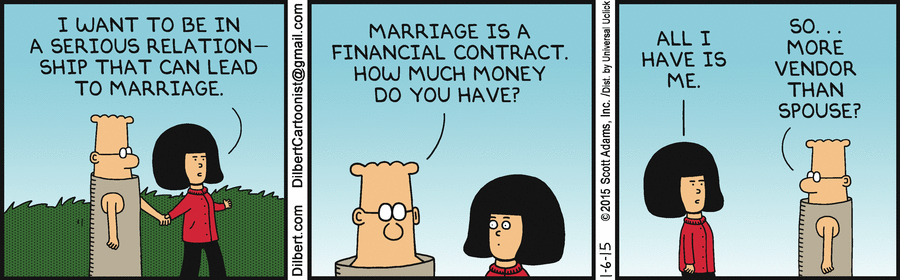 I WANT TO BE IN
A SERIOUS RELATION–
SHIP THAT CAN LEAD
TO MARRIAGE.
Dilbert.com DilbertCartoonist@gmail.com
MARRIAGE IS A
FINANCIAL CONTRACT.
HOW MUCH MONEY
DO YOU HAVE?
1-6-15 ©2015 Scott Adams, Inc. /Dist. by Universal Uclick
ALL I
HAVE IS
ME.
SO...
MORE
VENDOR
THAN
SPOUSE?